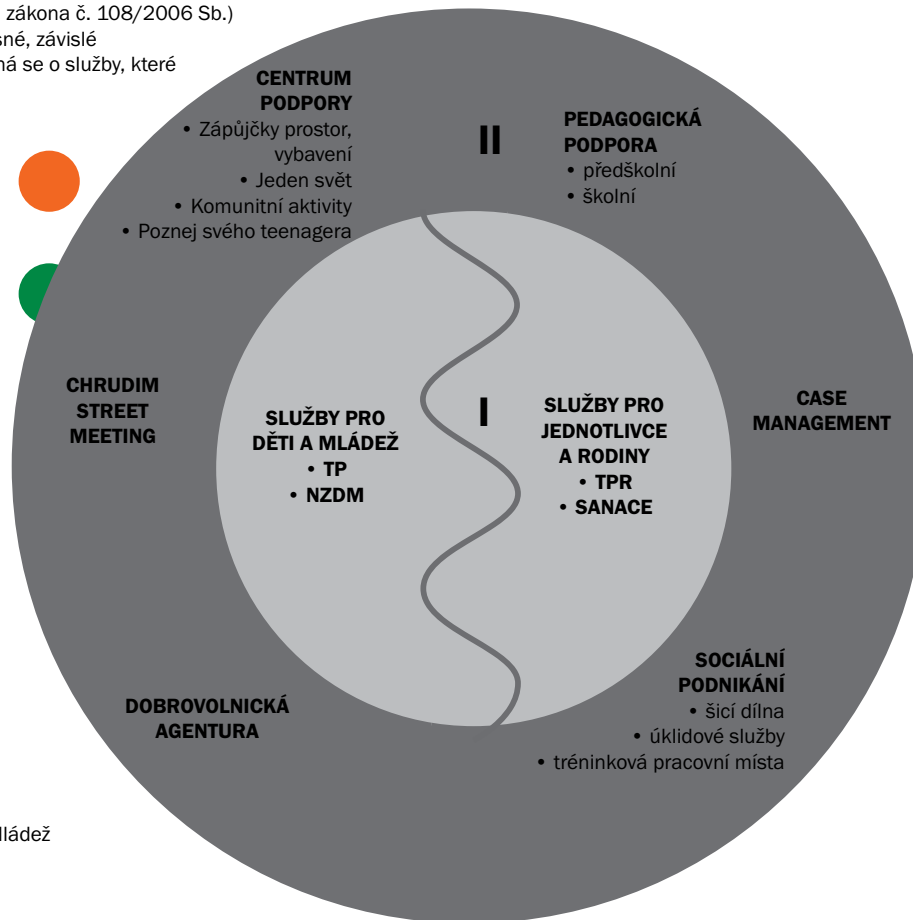 zákona č. 108/2006 Sb.)
sné, závislé
ná se o služby, které
CENTRUM
PODPORY
• Zápůjčky prostor,
vybavení
• Jeden svět
• Komunitní aktivity
• Poznej svého teenagera
II
PEDAGOGICKÁ
PODPORA
• předškolní
• školní
CHRUDIM
STREET
MEETING
SLUŽBY PRO
DĚTI A MLÁDEŽ
• TP
• NZDM
I
SLUŽBY PRO
JEDNOTLIVCE
A RODINY
• TPR
• SANACE
CASE
MANAGEMENT
DOBROVOLNICKÁ
AGENTURA
SOCIÁLNÍ
PODNIKÁNÍ
• šicí dílna
• úklidové služby
• tréninková pracovní místa
ládež